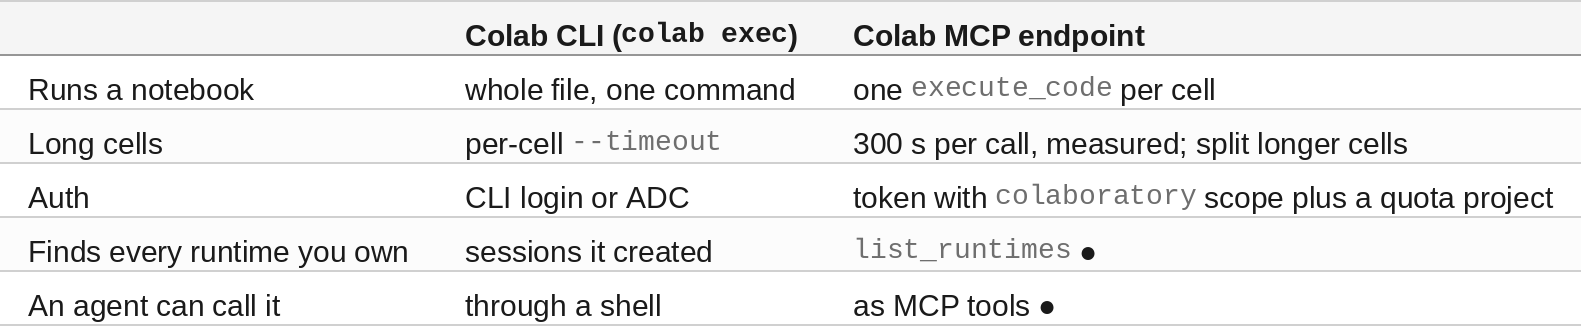 Colab CLI (colab exec) Colab MCP endpoint
Runs a notebook whole file, one command one execute_code per cell
Long cells per-cell --timeout 300 s per call, measured; split longer cells
Auth CLI login or ADC token with colaboratory scope plus a quota project
Finds every runtime you own sessions it created list_runtimes ●
An agent can call it through a shell as MCP tools ●